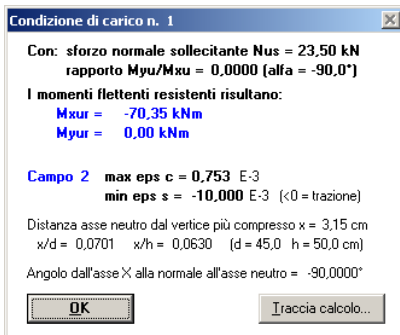 Condizione di carico n. 1
Con: sforzo normale sollecitante Nus = 23,50 kN
rapporto Myu/Mxu = 0,0000 (alfa = -90,0°)
I momenti flettenti resistenti risultano:
Mxur = -70,35 kNm
Myur = 0,00 kNm
Campo 2 max eps c = 0,753 E-3
min eps s = -10,000 E-3 (<0 = trazione)
Distanza asse neutro dal vertice più compresso x = 3,15 cm
x/d = 0,0701 x/h = 0,0630 (d = 45,0 h = 50,0 cm)
Angolo dall'asse X alla normale all'asse neutro = -90,0000°
OK Traccia calcolo...